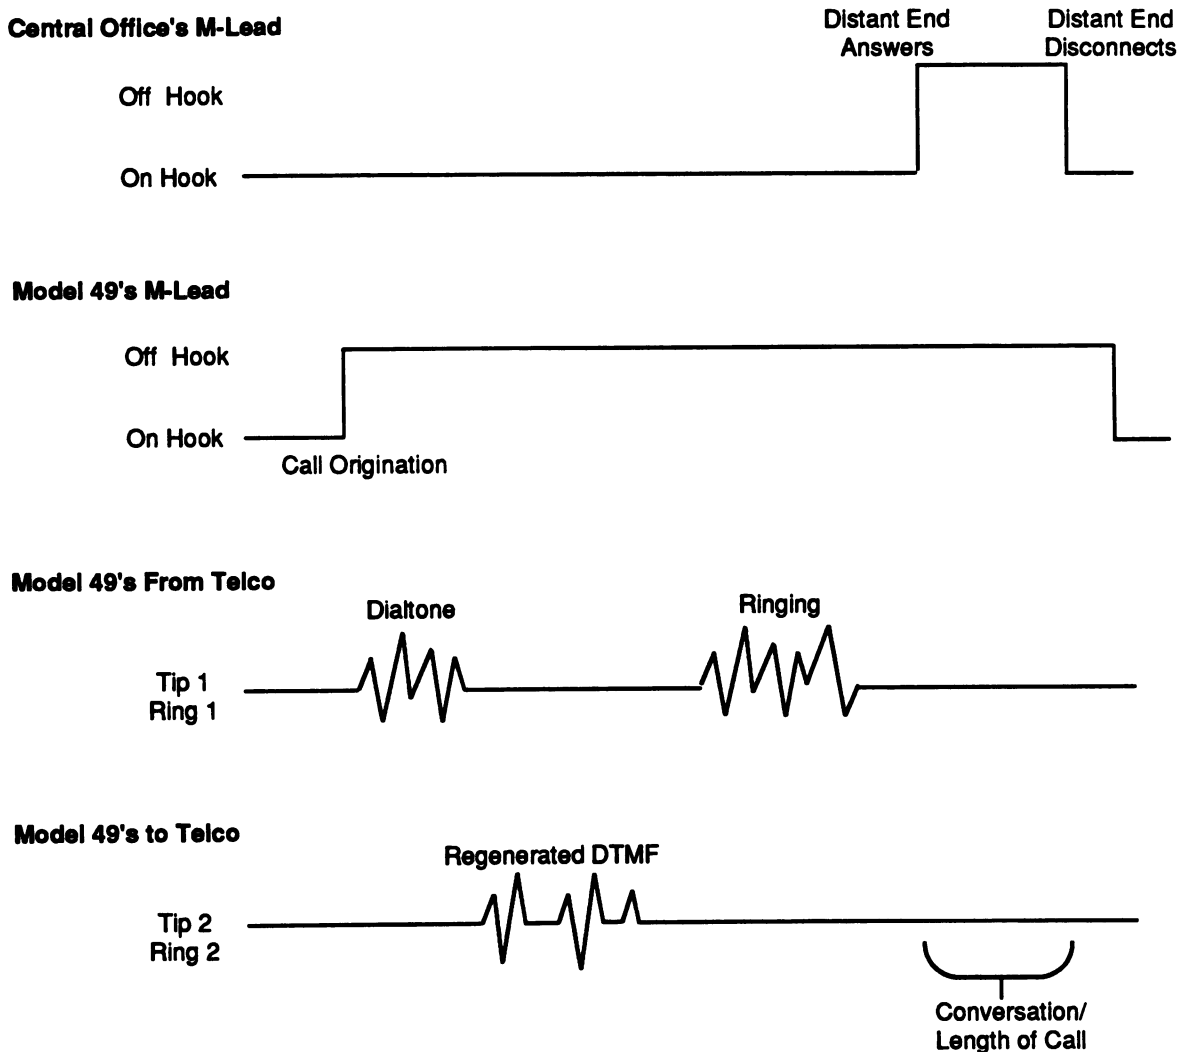 Central Office's M-Lead
Distant End
Answers
Distant End
Disconnects
Off Hook
On Hook
Model 49's M-Lead
Off Hook
On Hook
Call Origination
Model 49's From Telco
Dialtone
Ringing
Tip 1
Ring 1
Model 49's to Telco
Regenerated DTMF
Tip 2
Ring 2
Conversation/
Length of Call